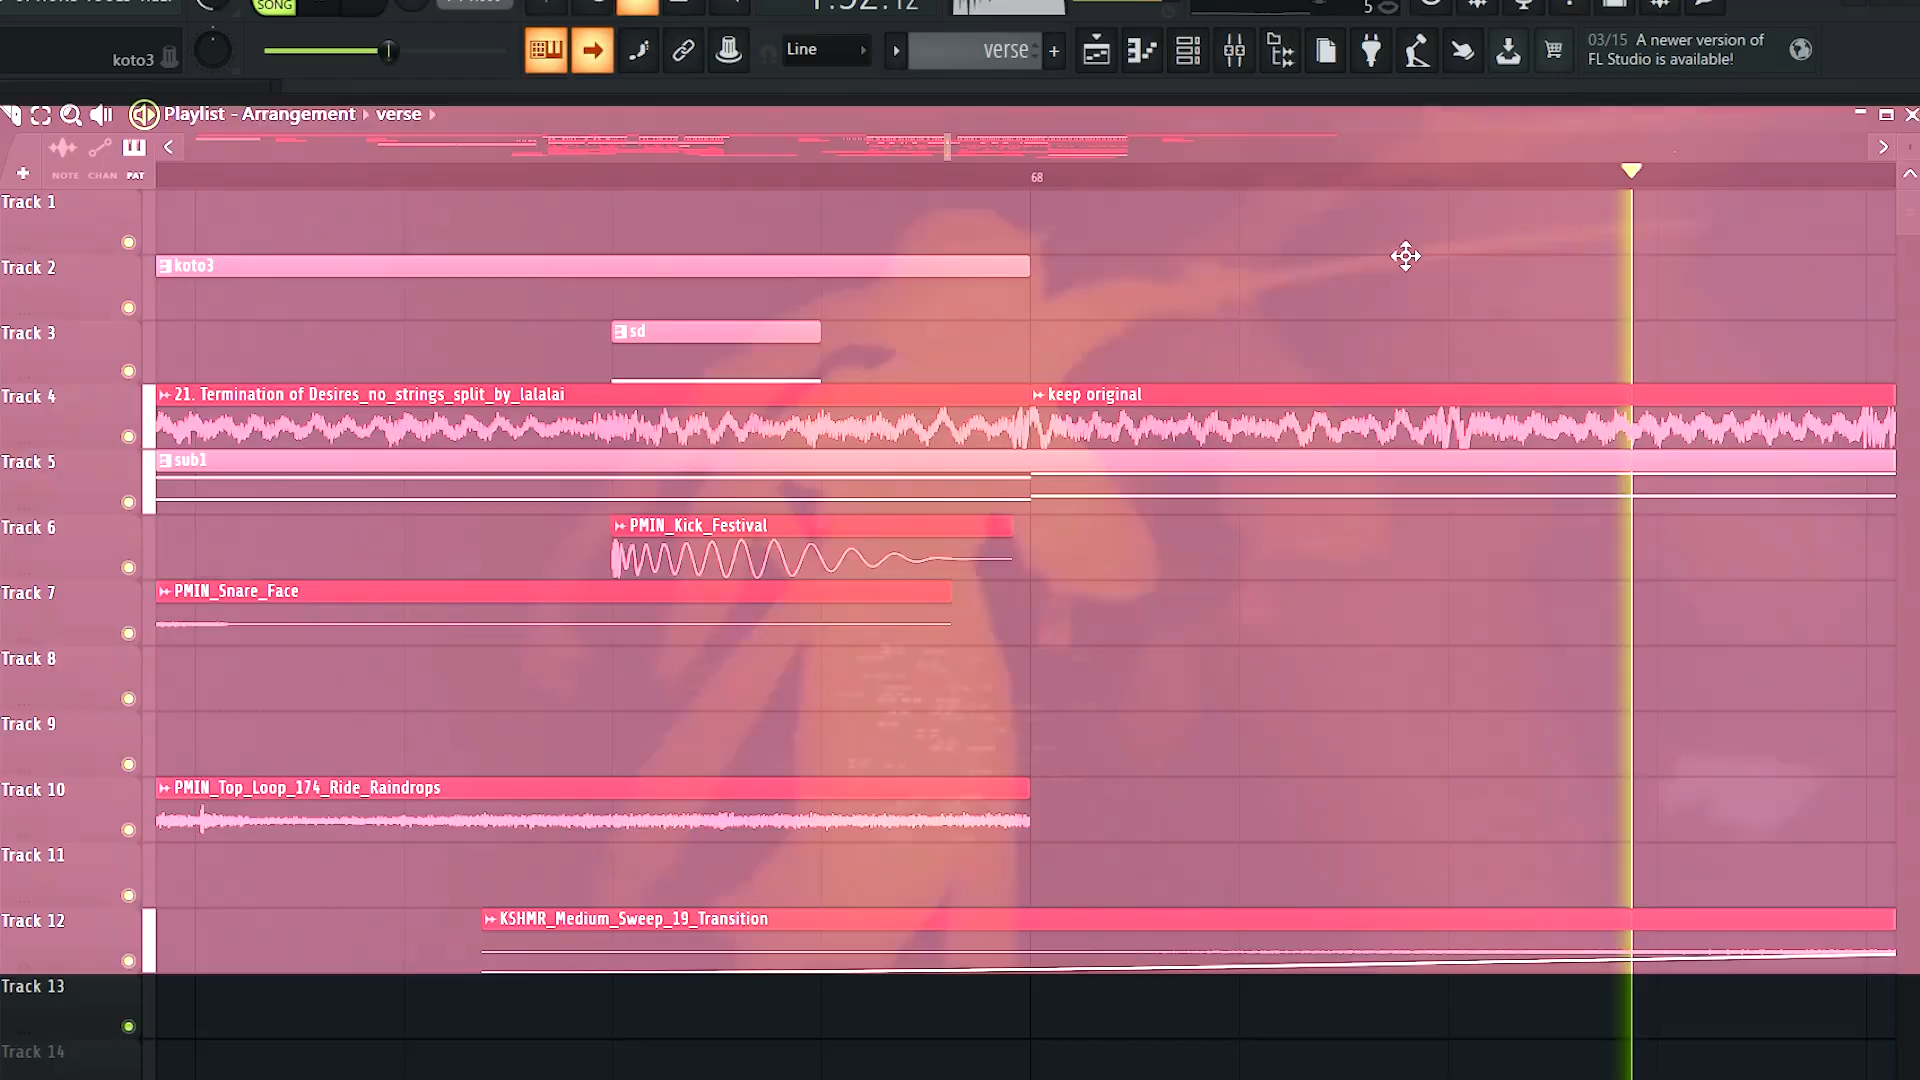 SONG
5
koto3
Line
verse
03/15 A newer version of
FL Studio is available!
Playlist - Arrangement verse
NOTE CHAN PAT
68
Track 1
Track 2
koto3
Track 3
sd
Track 4
21. Termination of Desires_no_strings_split_by_lalalai
keep original
Track 5
sub1
Track 6
PMIN_Kick_Festival
Track 7
PMIN_Snare_Face
Track 8
Track 9
Track 10
PMIN_Top_Loop_174_Ride_Raindrops
Track 11
Track 12
KSHMR_Medium_Sweep_19_Transition
Track 13
Track 14